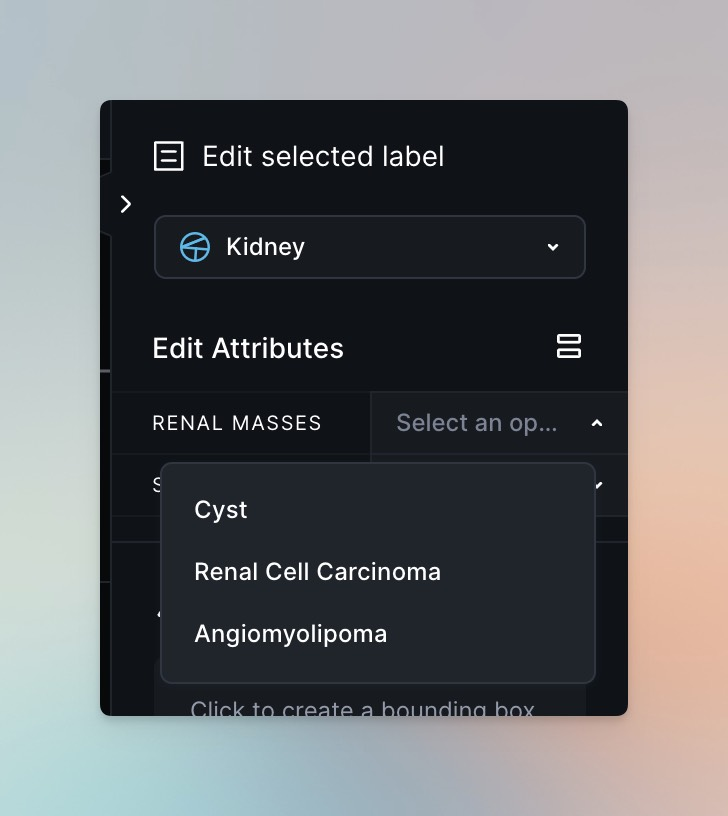 Edit selected label
Kidney
Edit Attributes
RENAL MASSES
Select an op...
Cyst
Renal Cell Carcinoma
Angiomyolipoma
Click to create a bounding box